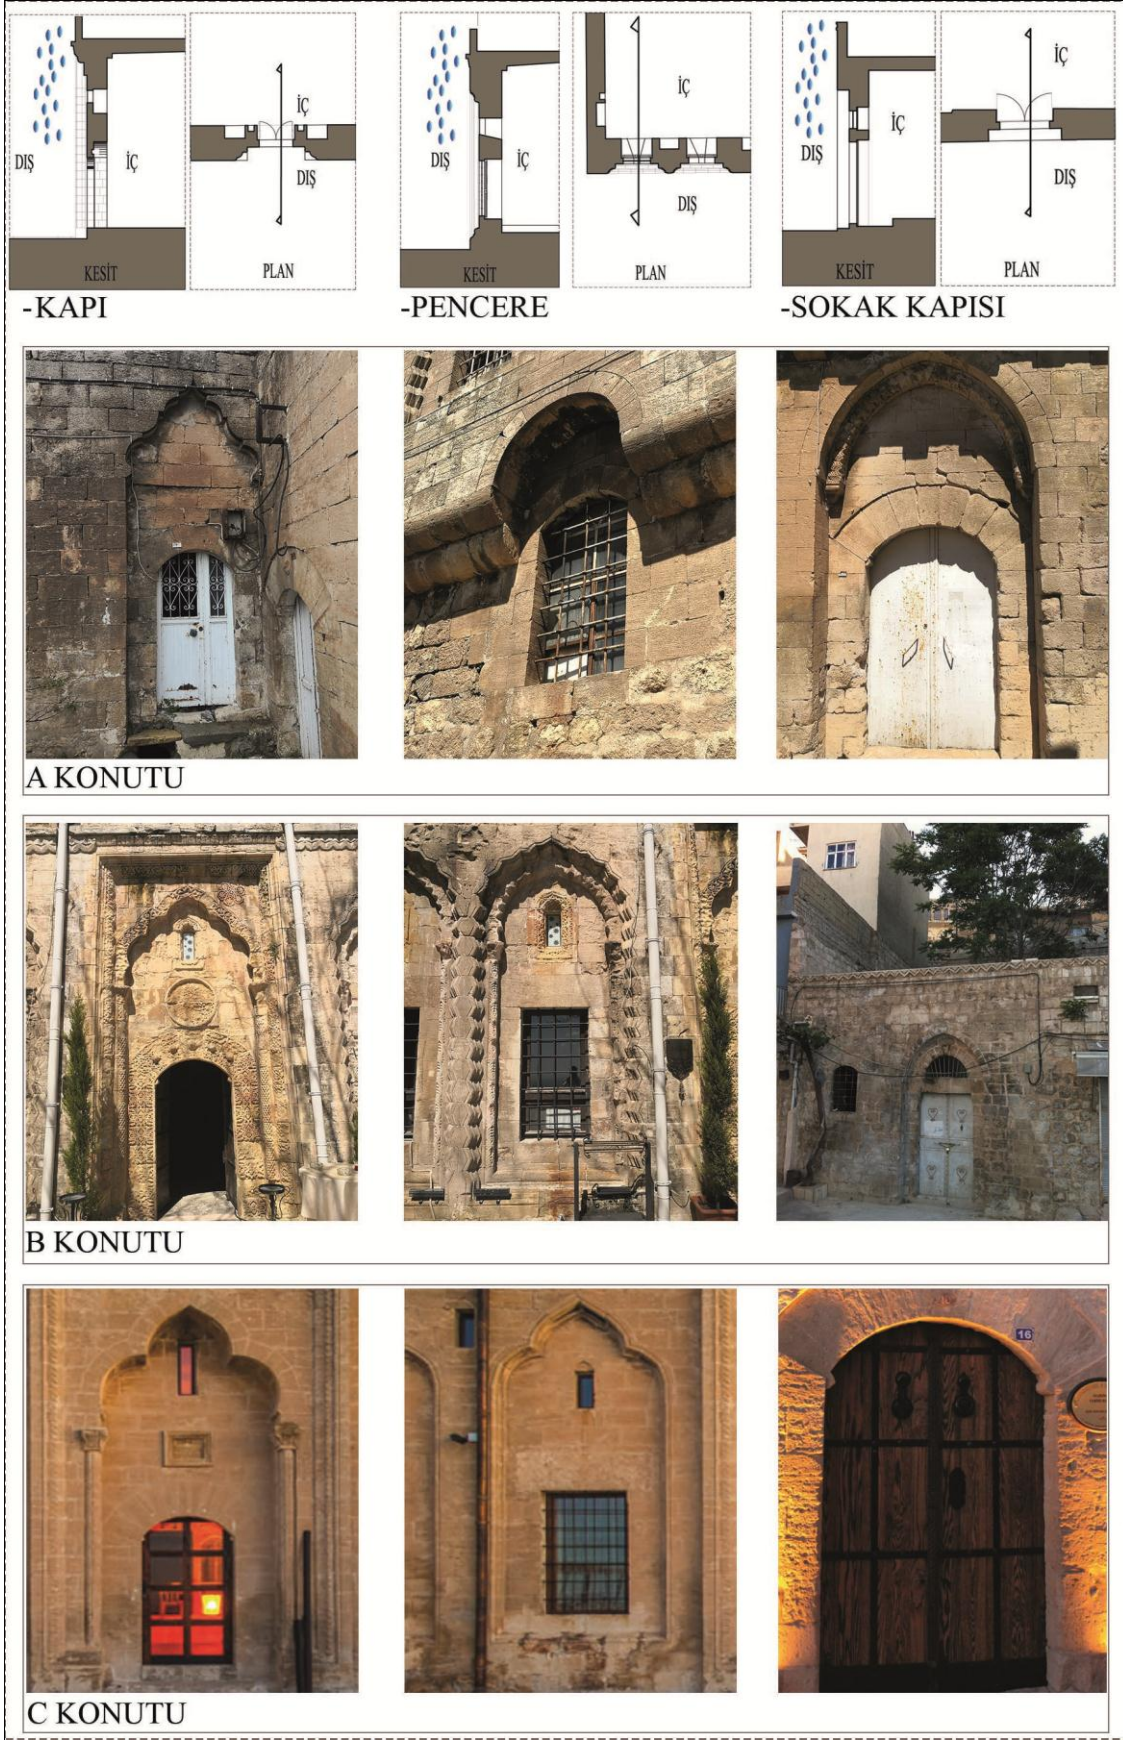 DIŞ
İÇ
KESİT
İÇ
DIŞ
PLAN
DIŞ
İÇ
KESİT
İÇ
DIŞ
PLAN
DIŞ
İÇ
KESİT
İÇ
DIŞ
PLAN
-KAPI
-PENCERE
-SOKAK KAPISI
A KONUTU
B KONUTU
16
C KONUTU